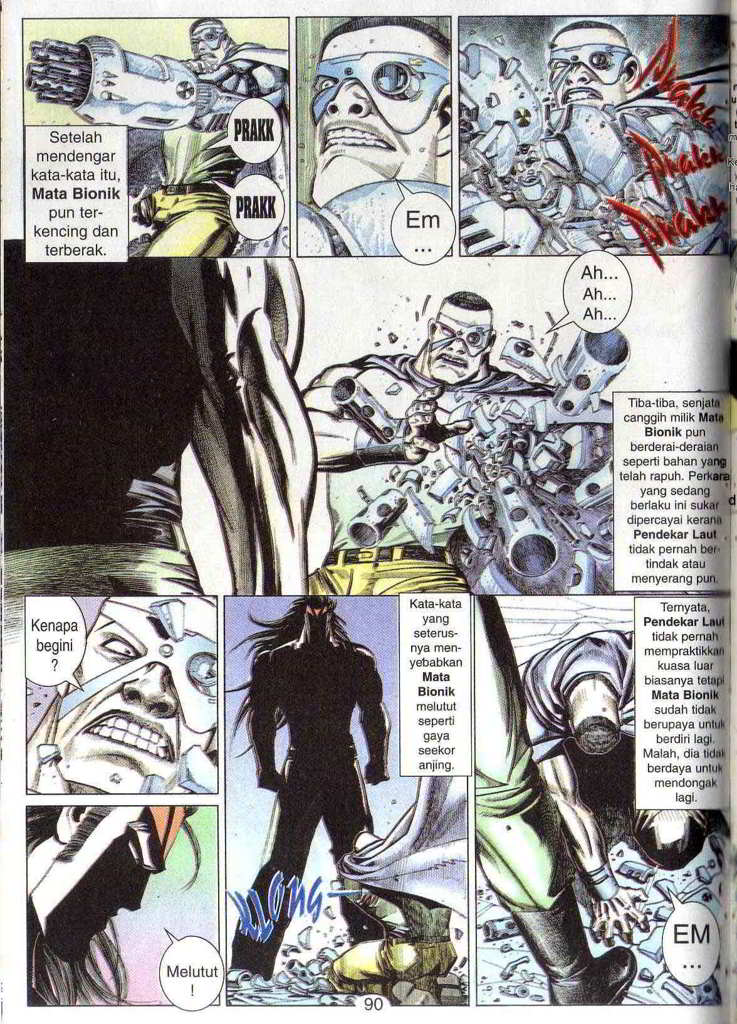 PRAKK
PRAKK
Setelah
mendengar
kata-kata itu,
Mata Bionik
pun ter-
kencing dan
terberak.
Em
...
Prakk
Prakk
Prakk
Ah...
Ah...
Ah...
Tiba-tiba, senjata
canggih milik Mata
Bionik pun
berderai-deraian
seperti bahan yang
telah rapuh. Perkara
yang sedang
berlaku ini sukar
dipercayai kerana
Pendekar Laut
tidak pernah ber-
tindak atau
menyerang pun.
Kenapa
begini
?
Kata-kata
yang
seterus-
nya men-
yebabkan
Mata
Bionik
melutut
seperti
gaya
seekor
anjing.
Ternyata,
Pendekar Laut
tidak pernah
mempraktikkan
kuasa luar
biasanya tetapi
Mata Bionik
sudah tidak
berupaya untuk
berdiri lagi.
Malah, dia tidak
berdaya untuk
mendongak
lagi.
Melutut
!
KLONG
EM
...
90